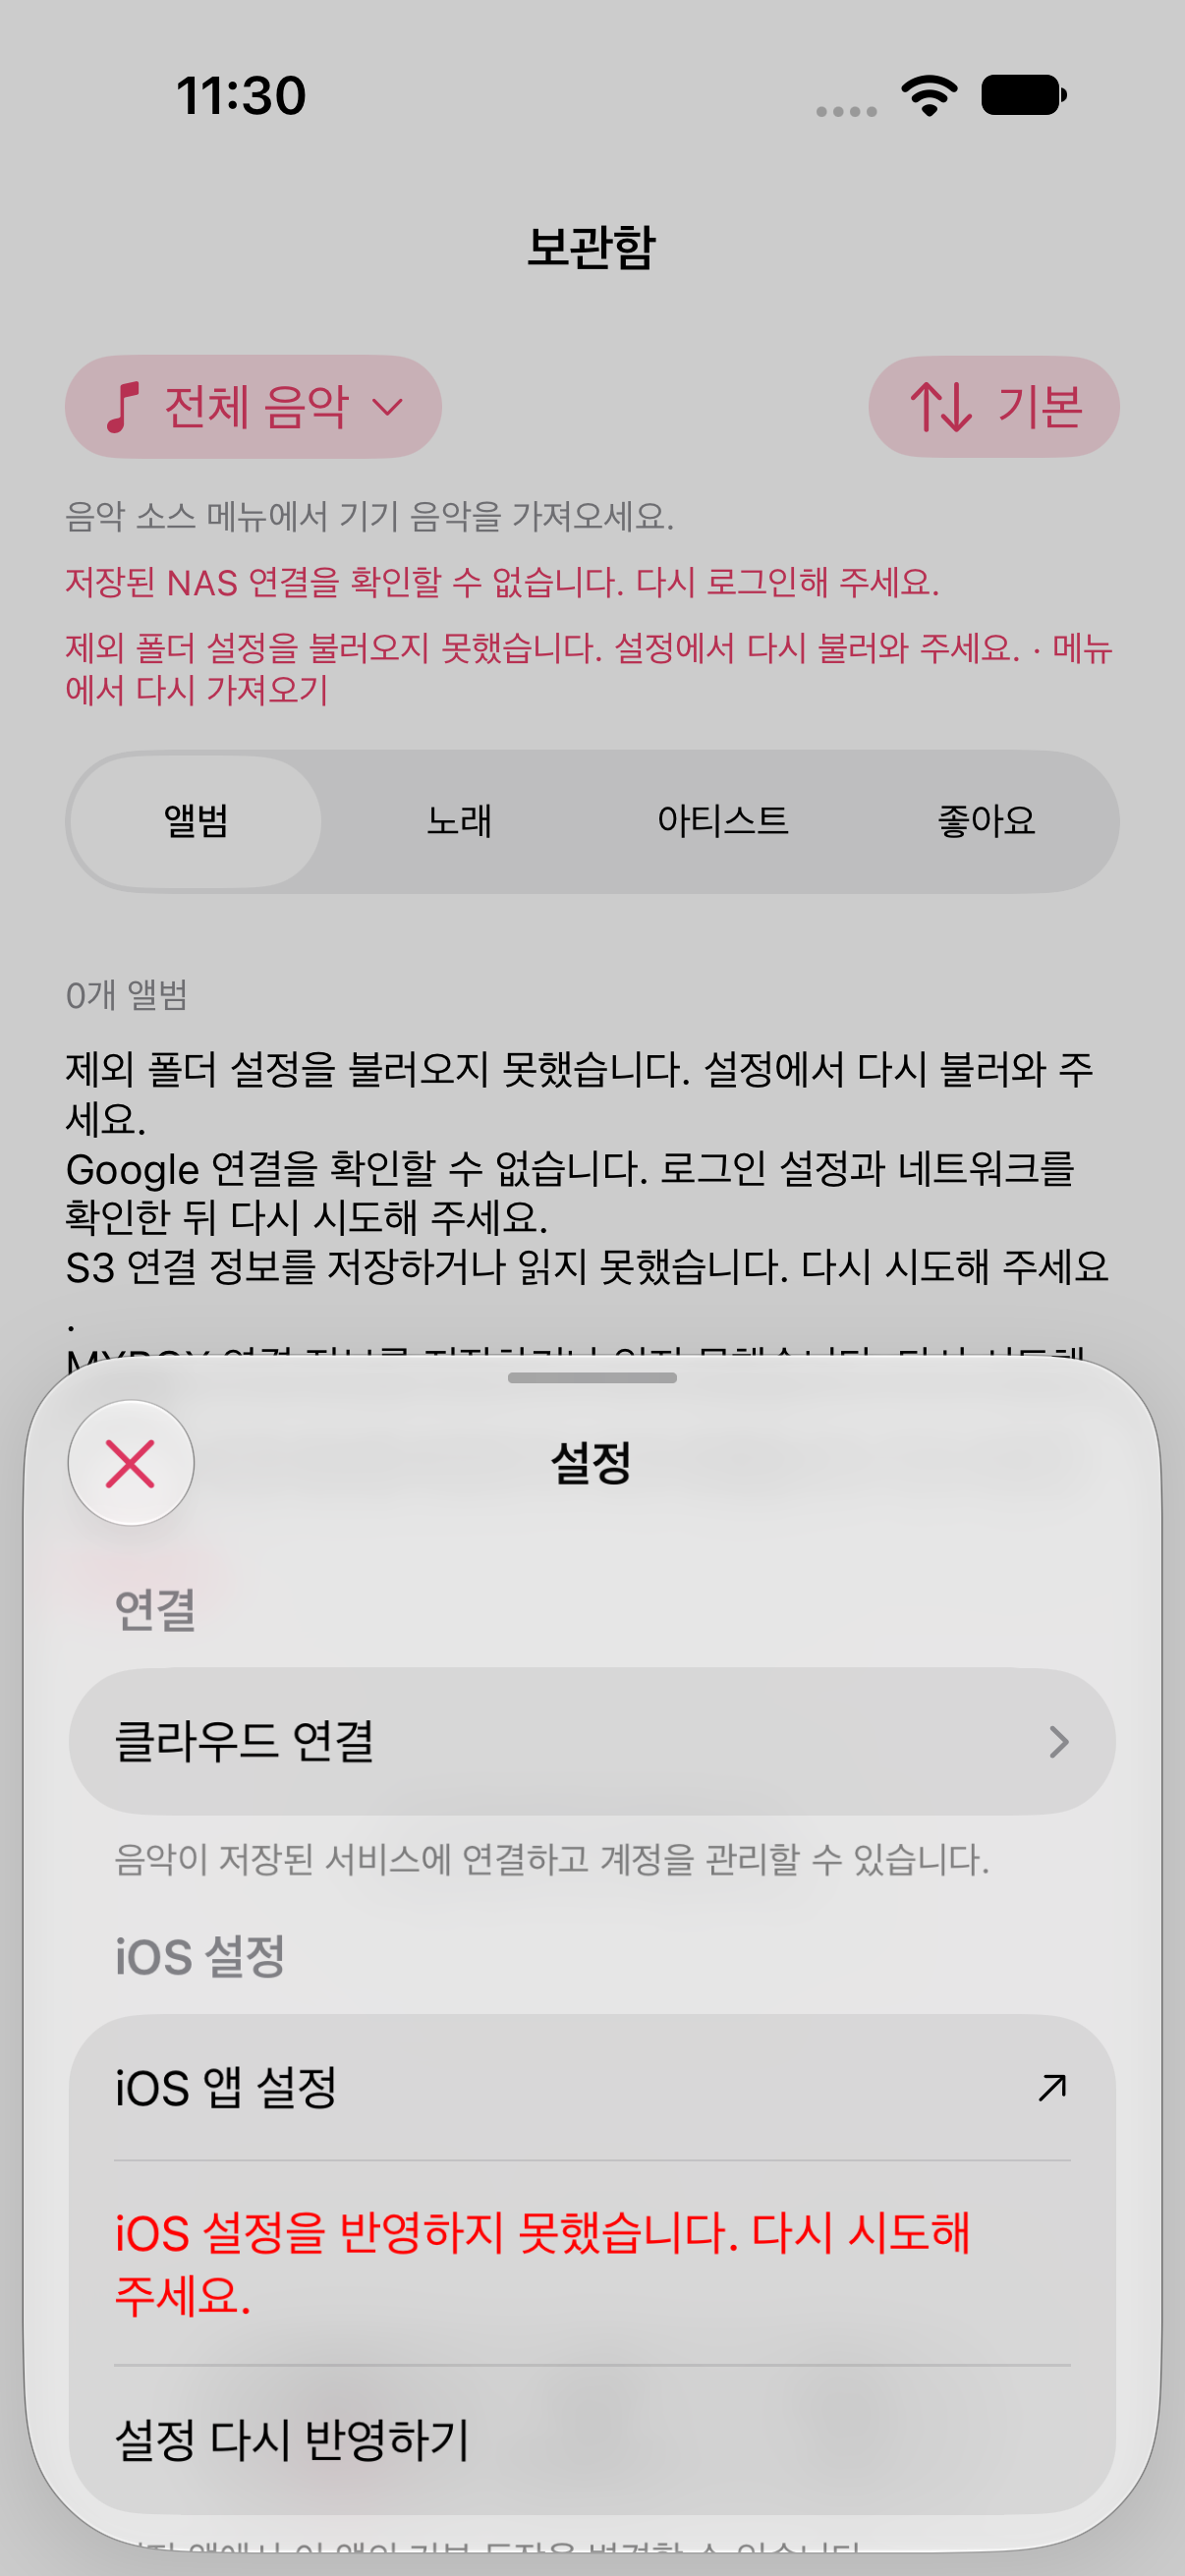 11:30
보관함
전체 음악
기본
음악 소스 메뉴에서 기기 음악을 가져오세요.
저장된 NAS 연결을 확인할 수 없습니다. 다시 로그인해 주세요.
제외 폴더 설정을 불러오지 못했습니다. 설정에서 다시 불러와 주세요. · 메뉴
에서 다시 가져오기
앨범 노래 아티스트 좋아요
0개 앨범
제외 폴더 설정을 불러오지 못했습니다. 설정에서 다시 불러와 주
세요.
Google 연결을 확인할 수 없습니다. 로그인 설정과 네트워크를
확인한 뒤 다시 시도해 주세요.
S3 연결 정보를 저장하거나 읽지 못했습니다. 다시 시도해 주세요
.
설정
연결
클라우드 연결
음악이 저장된 서비스에 연결하고 계정을 관리할 수 있습니다.
iOS 설정
iOS 앱 설정
iOS 설정을 반영하지 못했습니다. 다시 시도해
주세요.
설정 다시 반영하기